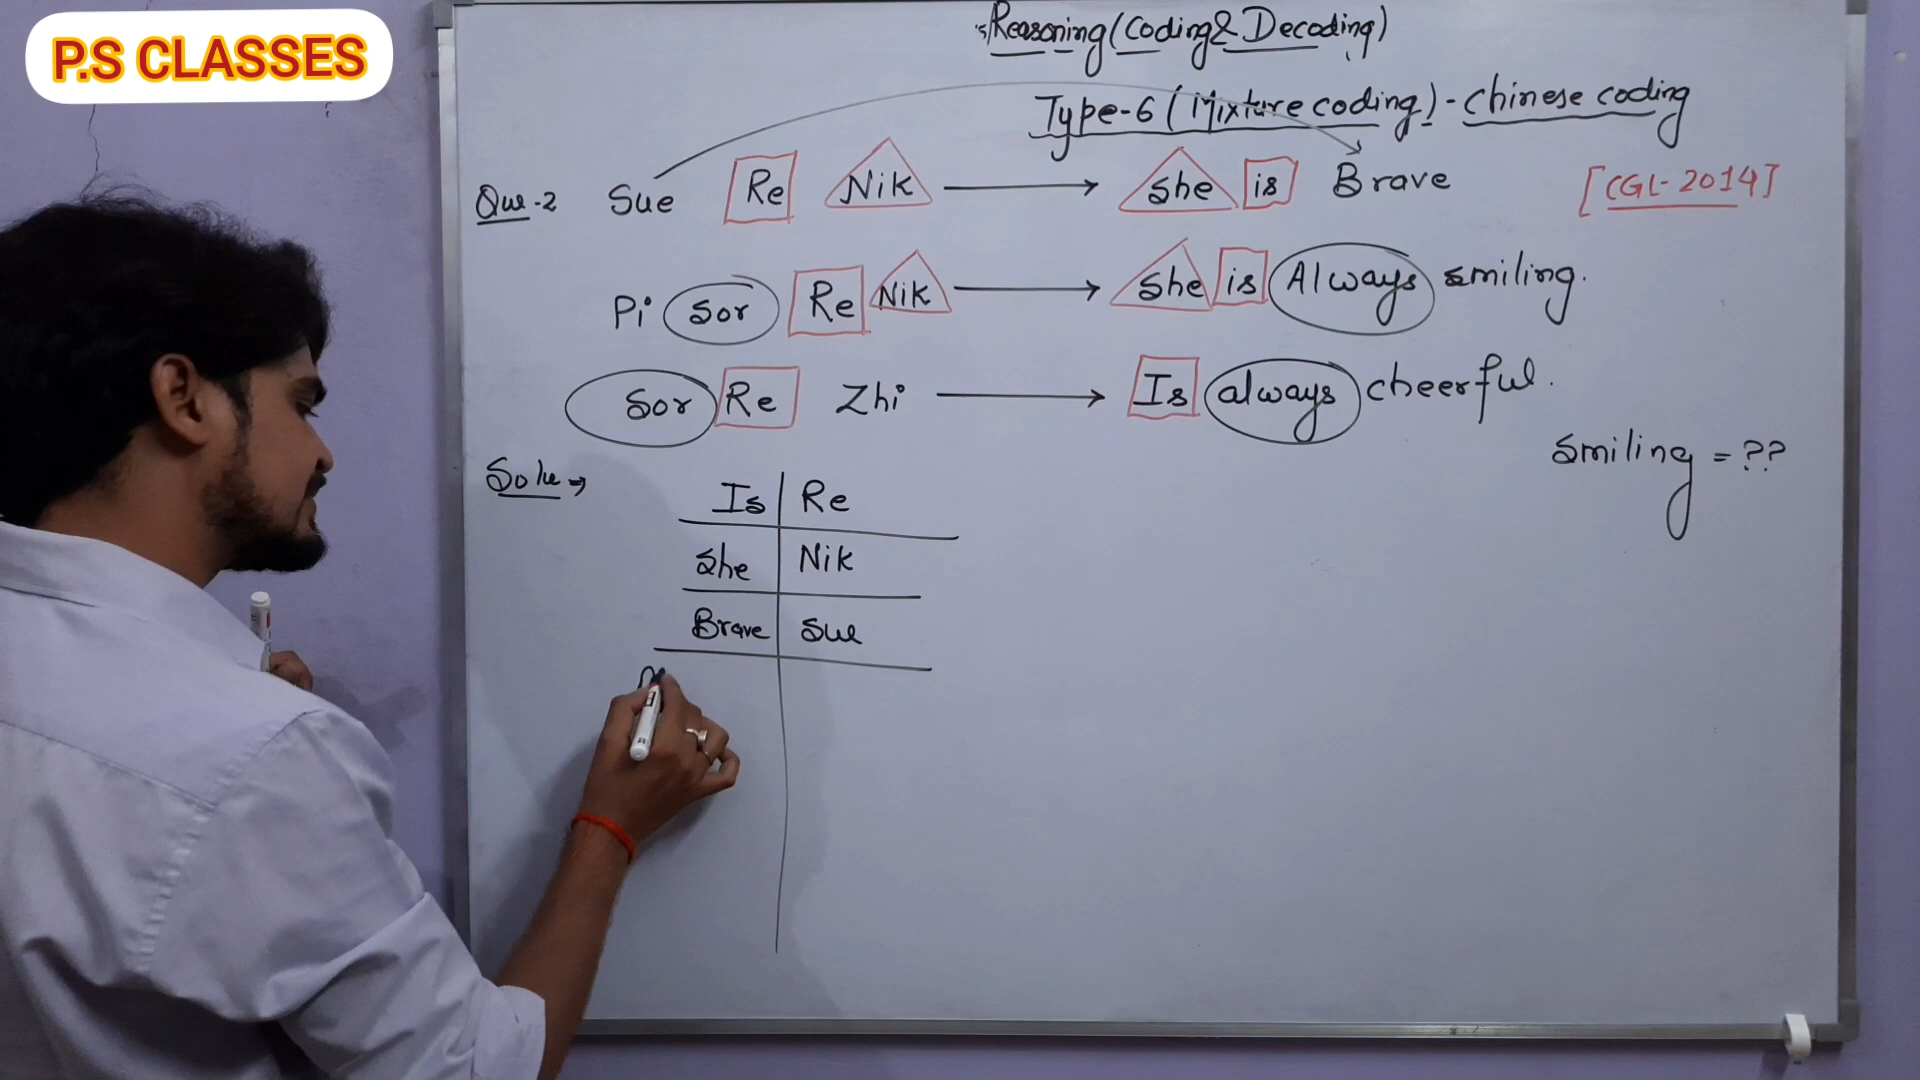 P.S CLASSES
Reasoning (Coding & Decoding)
Type-6 (Mixture coding) - Chinese coding
Que-2 Sue Re Nik → She is Brave [CGL-2014]
Pi Sor Re Nik → She is Always smiling.
Sor Re Zhi → Is always cheerful.
Smiling = ??
Is Re
She Nik
Brave Sue